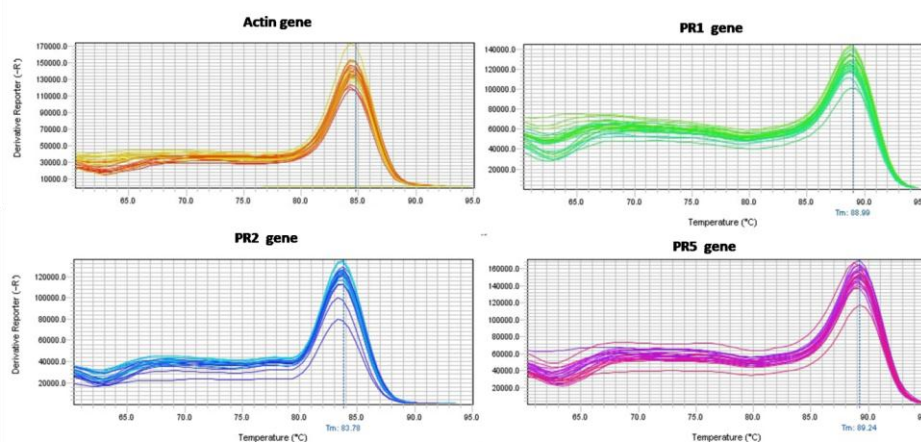 Actin gene
170000.0
150000.0
130000.0
110000.0
90000.0
70000.0
50000.0
30000.0
10000.0
Derivative Reporter (-R')
65.0 70.0 75.0 80.0 85.0 90.0 95.0
PR1 gene
140000.0
120000.0
100000.0
80000.0
60000.0
40000.0
20000.0
65.0 70.0 75.0 80.0 85.0 90.0 95.
Temperature (°C)
Tm: 88.99
PR2 gene
120000.0
100000.0
80000.0
60000.0
40000.0
20000.0
Derivative Reporter (-R')
65.0 70.0 75.0 80.0 85.0 90.0 95.0
Tm: 83.78
Temperature (°C)
PR5 gene
160000.0
140000.0
120000.0
100000.0
80000.0
60000.0
40000.0
20000.0
65.0 70.0 75.0 80.0 85.0 90.0 95.
Tm: 89.24
Temperature (°C)